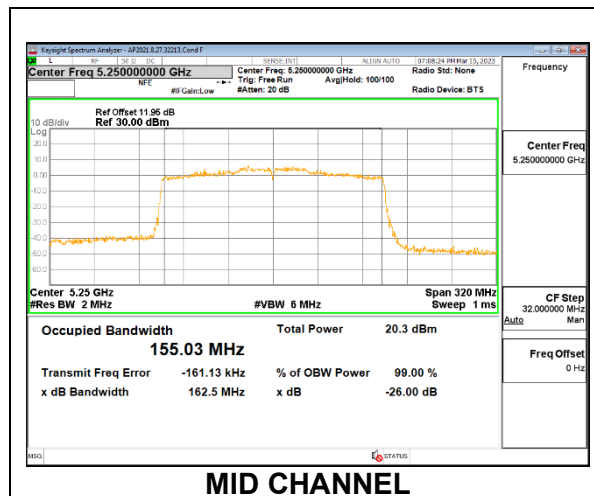 Keysight Spectrum Analyzer - AP2021.8.27,32213,Cond F
L RF 50 Ω DC SENSE:INT ALIGN AUTO 07:08:24 PM Mar 15, 2023
Center Freq 5.250000000 GHz
NFE
#IFGain:Low
Center Freq: 5.250000000 GHz
Trig: Free Run Avg|Hold: 100/100
#Atten: 20 dB
Radio Std: None
Radio Device: BTS
Frequency
Ref Offset 11.95 dB
10 dB/div Ref 30.00 dBm
Log
20.0
10.0
0.00
-10.0
-20.0
-30.0
-40.0
-50.0
-60.0
Center Freq
5.250000000 GHz
Center 5.25 GHz Span 320 MHz
#Res BW 2 MHz #VBW 6 MHz Sweep 1 ms
CF Step
32.000000 MHz
Auto Man
Freq Offset
0 Hz
Occupied Bandwidth Total Power 20.3 dBm
155.03 MHz
Transmit Freq Error -161.13 kHz % of OBW Power 99.00 %
x dB Bandwidth 162.5 MHz x dB -26.00 dB
MSG STATUS
MID CHANNEL